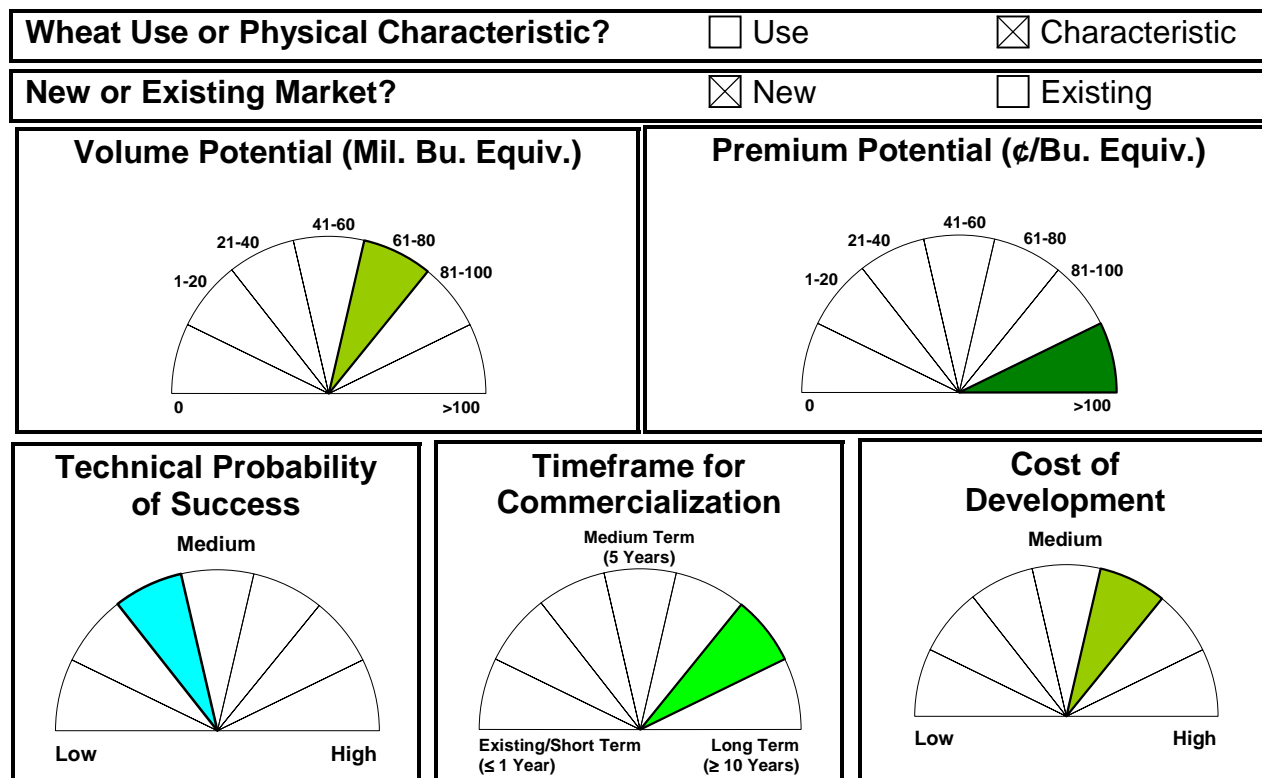 Wheat Use or Physical Characteristic? Use Characteristic
New or Existing Market? New Existing
Volume Potential (Mil. Bu. Equiv.)
41-60
21-40 61-80
1-20 81-100
0 >100
Premium Potential (¢/Bu. Equiv.)
41-60
21-40 61-80
1-20 81-100
0 >100
Technical Probability
of Success
Medium
Low High
Timeframe for
Commercialization
Medium Term
(5 Years)
Existing/Short Term Long Term
(≤ 1 Year) (≥ 10 Years)
Cost of
Development
Medium
Low High